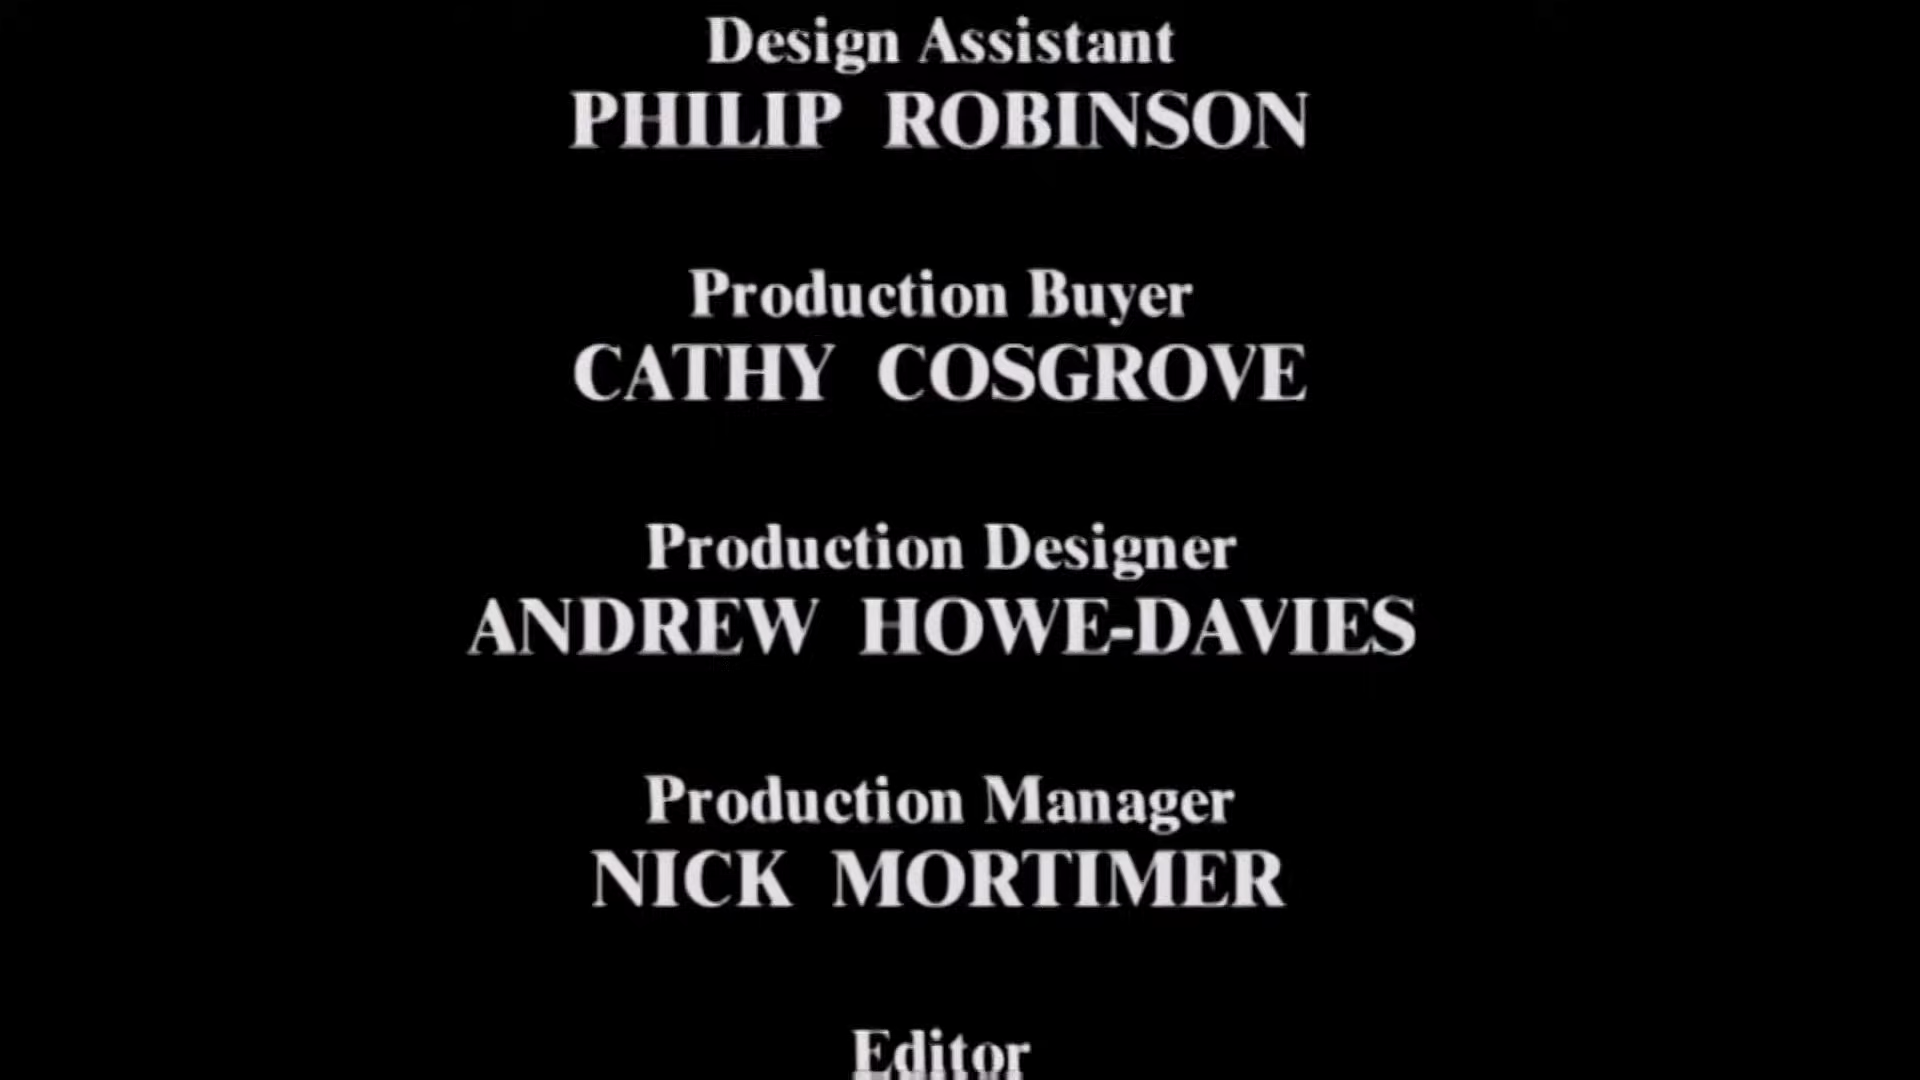 Design Assistant
PHILIP ROBINSON
Production Buyer
CATHY COSGROVE
Production Designer
ANDREW HOWE-DAVIES
Production Manager
NICK MORTIMER
Editor